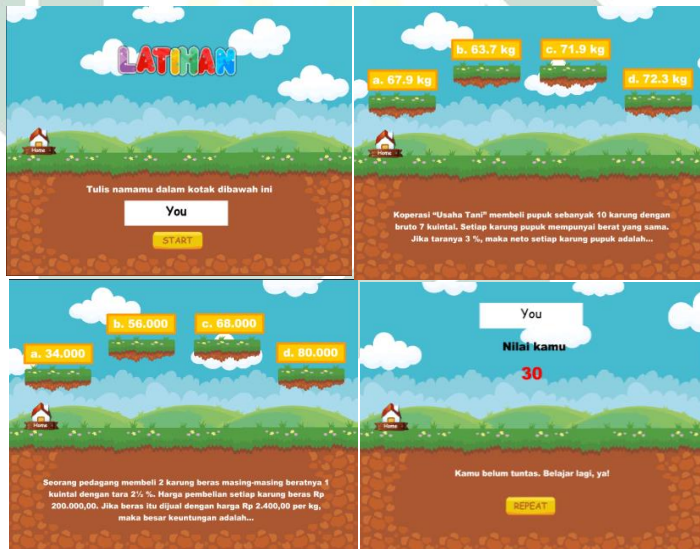 LATIHAN
Home
Tulis namamu dalam kotak dibawah ini
You
START
b. 63.7 kg
c. 71.9 kg
a. 67.9 kg
d. 72.3 kg
Home
Koperasi “Usaha Tani” membeli pupuk sebanyak 10 karung dengan
bruto 7 kuintal. Setiap karung pupuk mempunyai berat yang sama.
Jika taranya 3 %, maka neto setiap karung pupuk adalah...
b. 56.000
c. 68.000
a. 34.000
d. 80.000
Home
Seorang pedagang membeli 2 karung beras masing-masing beratnya 1
kuintal dengan tara 2½ %. Harga pembelian setiap karung beras Rp
200.000,00. Jika beras itu dijual dengan harga Rp 2.400,00 per kg,
maka besar keuntungan adalah...
You
Nilai kamu
30
Home
Kamu belum tuntas. Belajar lagi, ya!
REPEAT